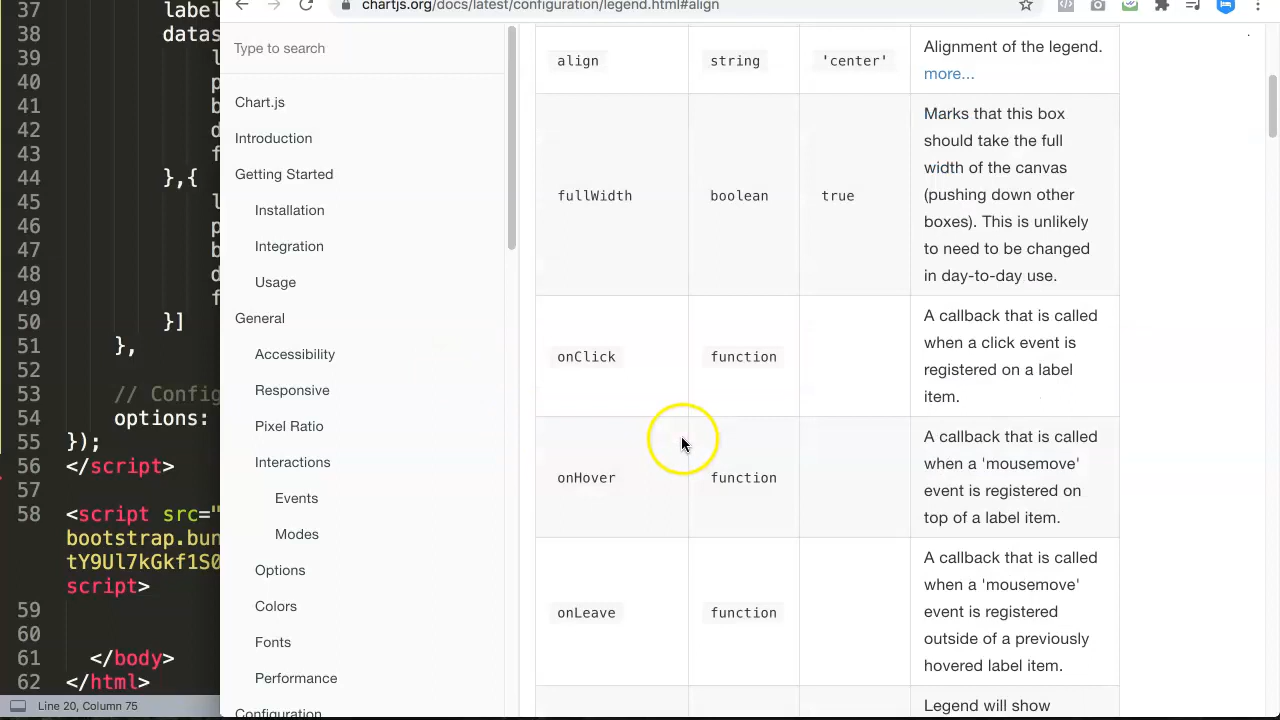 37
label
38
datas
39
l
40
p
41
b
42
d
43
f
44
},{
45
l
46
p
47
b
48
d
49
f
50
}]
51
},
52
53
// Config
54
options:
55
});
56
</script>
57
58
<script src="
bootstrap.bun
tY9Ul7kGkf1S0
script>
59
60
61
</body>
62
</html>
Line 20, Column 75
chartjs.org/docs/latest/configuration/legend.html#align
Type to search
Chart.js
Introduction
Getting Started
Installation
Integration
Usage
General
Accessibility
Responsive
Pixel Ratio
Interactions
Events
Modes
Options
Colors
Fonts
Performance
Configuration
align
string
'center'
Alignment of the legend.
more...
fullWidth
boolean
true
Marks that this box
should take the full
width of the canvas
(pushing down other
boxes). This is unlikely
to need to be changed
in day-to-day use.
onClick
function
A callback that is called
when a click event is
registered on a label
item.
onHover
function
A callback that is called
when a 'mousemove'
event is registered on
top of a label item.
onLeave
function
A callback that is called
when a 'mousemove'
event is registered
outside of a previously
hovered label item.
Legend will show